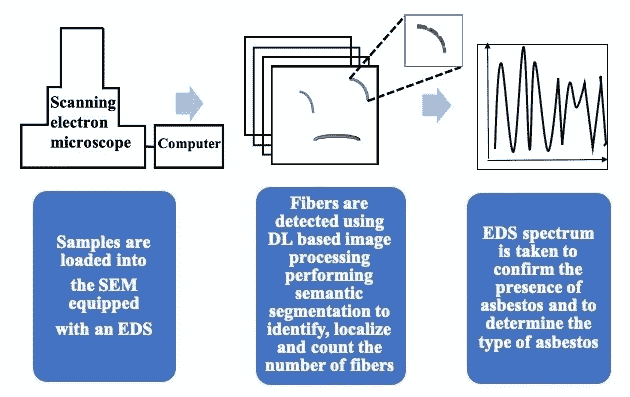 Scanning
electron
microscope
Computer
Samples are
loaded into
the SEM
equipped
with an EDS
Fibers are
detected using
DL based image
processing
performing
semantic
segmentation to
identify, localize
and count the
number of fibers
EDS spectrum
is taken to
confirm the
presence of
asbestos and to
determine the
type of asbestos